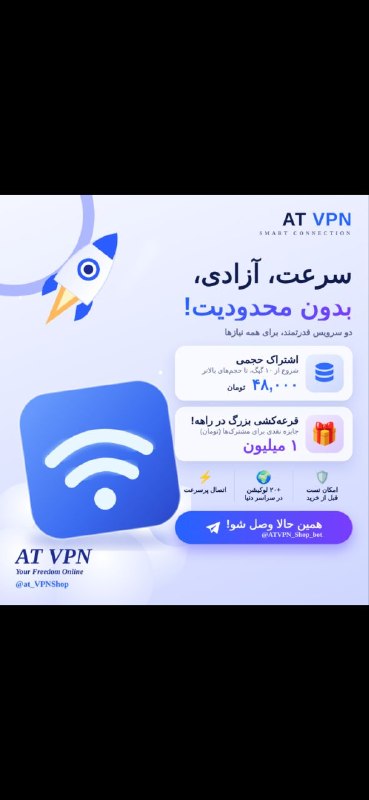 AT VPN
SMART CONNECTION
سرعت، آزادی،
بدون محدودیت!
دو سرویس قدرتمند، برای همه نیازها
اشتراک حجمی
شروع از ۱۰ گیگ، تا حجم‌های بالاتر
۴۸,۰۰۰ تومان
قرعه‌کشی بزرگ در راهه!
جایزه نقدی برای مشترک‌ها (تومان)
۱ میلیون
امکان تست
قبل از خرید
+۲۰ لوکیشن
در سراسر دنیا
اتصال پرسرعت
همین حالا وصل شو!
@ATVPN_Shop_bot
AT VPN
Your Freedom Online
@at_VPNShop